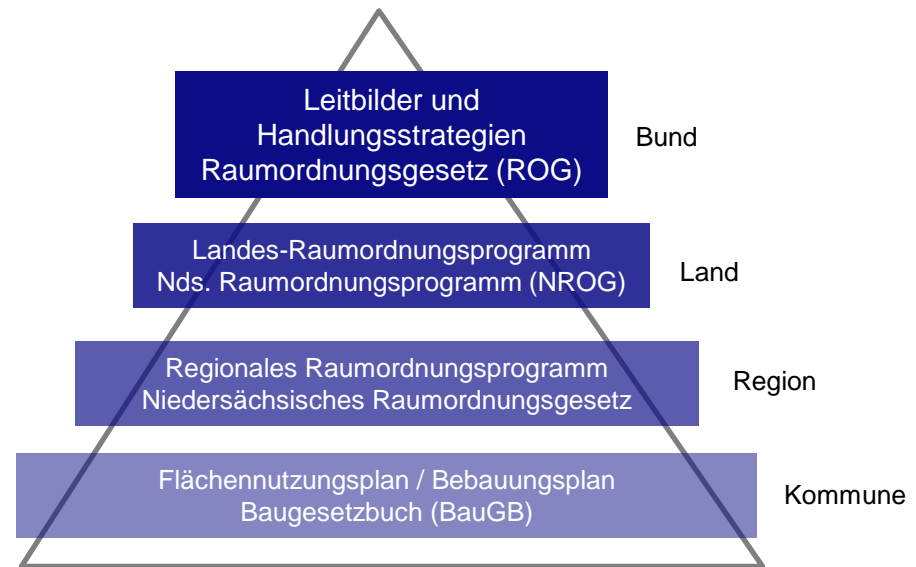 Leitbilder und
Handlungsstrategien
Raumordnungsgesetz (ROG)
Bund
Landes-Raumordnungsprogramm
Nds. Raumordnungsprogramm (NROG)
Land
Regionales Raumordnungsprogramm
Niedersächsisches Raumordnungsgesetz
Region
Flächennutzungsplan / Bebauungsplan
Baugesetzbuch (BauGB)
Kommune